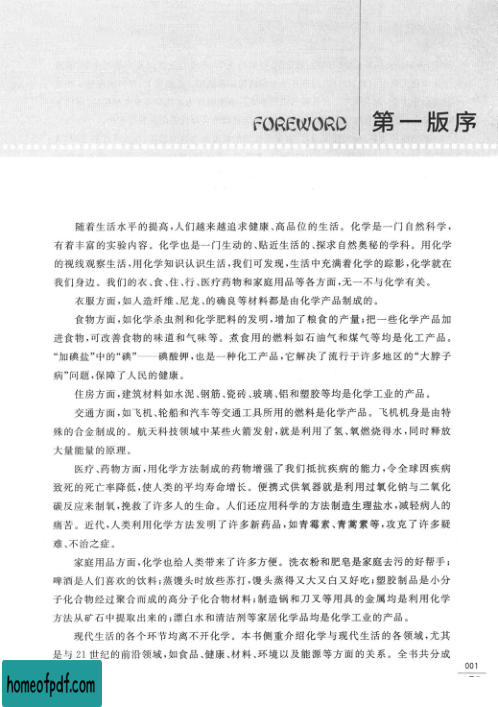 FOREWORD 第一版序
随着生活水平的提高,人们越来越追求健康、高品位的生活。化学是一门自然科学,
有着丰富的实验内容。化学也是一门生动的、贴近生活的、探求自然奥秘的学科。用化学
的视线观察生活,用化学知识认识生活,我们可发现,生活中充满着化学的踪影,化学就在
我们身边。我们的衣、食、住、行、医疗药物和家庭用品等各方面,无一不与化学有关。
衣服方面,如人造纤维、尼龙、的确良等材料都是由化学产品制成的。
食物方面,如化学杀虫剂和化学肥料的发明,增加了粮食的产量;把一些化学产品加
进食物,可改善食物的味道和气味等。煮食用的燃料如石油气和煤气等均是化工产品。
“加碘盐”中的“碘”——碘酸钾,也是一种化工产品,它解决了流行于许多地区的“大脖子
病”问题,保障了人民的健康。
住房方面,建筑材料如水泥、钢筋、瓷砖、玻璃、铝和塑胶等均是化学工业的产品。
交通方面,如飞机、轮船和汽车等交通工具所用的燃料是化学产品。飞机机身是由特
殊的合金制成的。航天科技领域中某些火箭发射,就是利用了氢、氧燃烧得水,同时释放
大量能量的原理。
医疗、药物方面,用化学方法制成的药物增强了我们抵抗疾病的能力,令全球因疾病
致死的死亡率降低,使人类的平均寿命增长。便携式供氧器就是利用过氧化钠与二氧化
碳反应来制氧,挽救了许多人的生命。人们还应用科学的方法制造生理盐水,减轻病人的
痛苦。近代,人类利用化学方法发明了许多新药品,如青霉素、青蒿素等,攻克了许多疑
难、不治之症。
家庭用品方面,化学也给人类带来了许多方便。洗衣粉和肥皂是家庭去污的好帮手;
啤酒是人们喜欢的饮料;蒸馒头时放些苏打,馒头蒸得又大又白又好吃;塑胶制品是小分
子化合物经过聚合而成的高分子化合物材料;制造锅和刀叉等用具的金属均是利用化学
方法从矿石中提取出来的;漂白水和清洁剂等家居化学品均是化学工业的产品。
现代生活的各个环节均离不开化学。本书侧重介绍化学与现代生活的各领域,尤其
是与 21 世纪的前沿领域,如食品、健康、材料、环境以及能源等方面的关系。全书共分成
001
homeofpdf.com